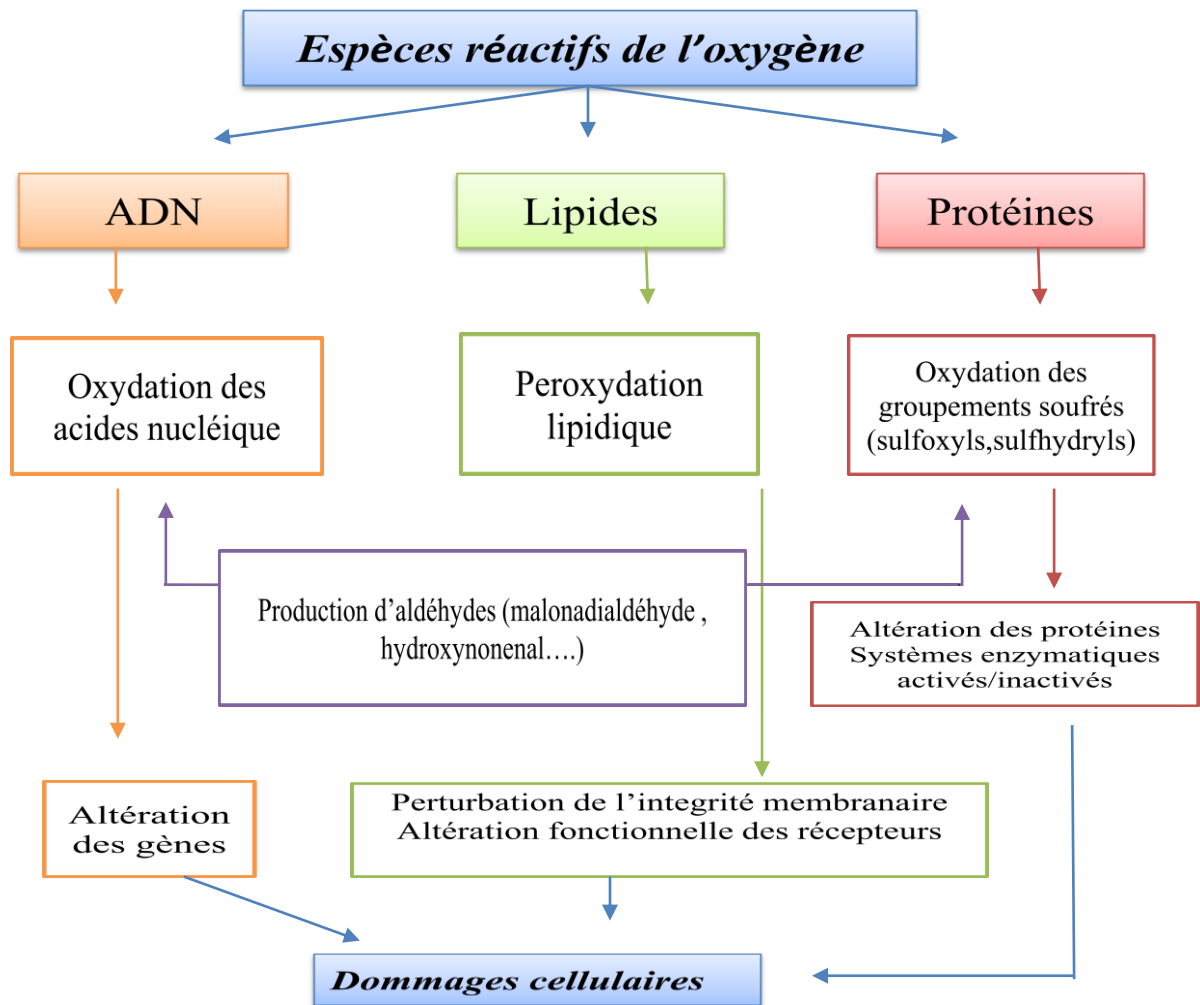 Espèces réactifs de l’oxygène
ADN
Lipides
Protéines
Oxydation des
acides nucléique
Peroxydation
lipidique
Oxydation des
groupements soufrés
(sulfoxyls,sulfhydryls)
Production d’aldéhydes (malonadialdéhyde ,
hydroxynonenal….)
Altération des protéines
Systèmes enzymatiques
activés/inactivés
Altération
des gènes
Perturbation de l’integrité membranaire
Altération fonctionnelle des récepteurs
Dommages cellulaires